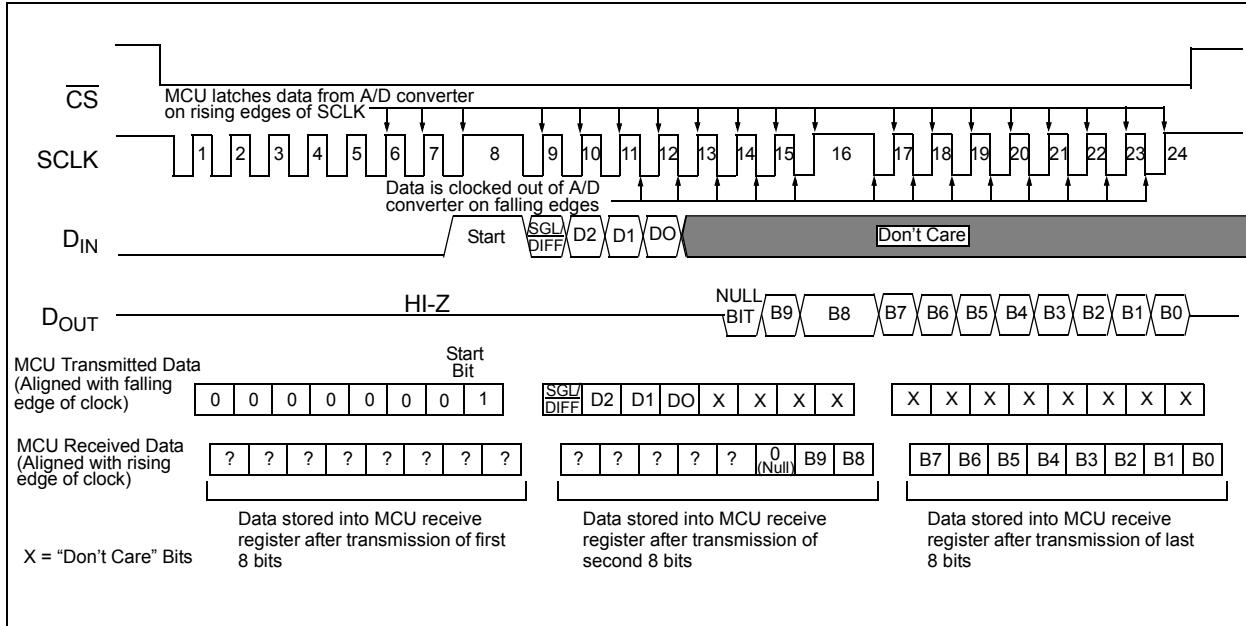 CS
MCU latches data from A/D converter
on rising edges of SCLK
SCLK
1 2 3 4 5 6 7 8 9 10 11 12 13 14 15 16 17 18 19 20 21 22 23 24
Data is clocked out of A/D
converter on falling edges
DIN
Start SGL/DIFF D2 D1 DO Don't Care
HI-Z
DOUT
NULL BIT B9 B8 B7 B6 B5 B4 B3 B2 B1 B0
MCU Transmitted Data
(Aligned with falling
edge of clock)
Start
Bit
0 0 0 0 0 0 0 1 SGL/DIFF D2 D1 DO X X X X X X X X X X X X
MCU Received Data
(Aligned with rising
edge of clock)
? ? ? ? ? ? ? ? ? ? ? ? ? 0 (Null) B9 B8 B7 B6 B5 B4 B3 B2 B1 B0
Data stored into MCU receive
register after transmission of first
8 bits
Data stored into MCU receive
register after transmission of
second 8 bits
Data stored into MCU receive
register after transmission of last
8 bits
X = “Don't Care” Bits